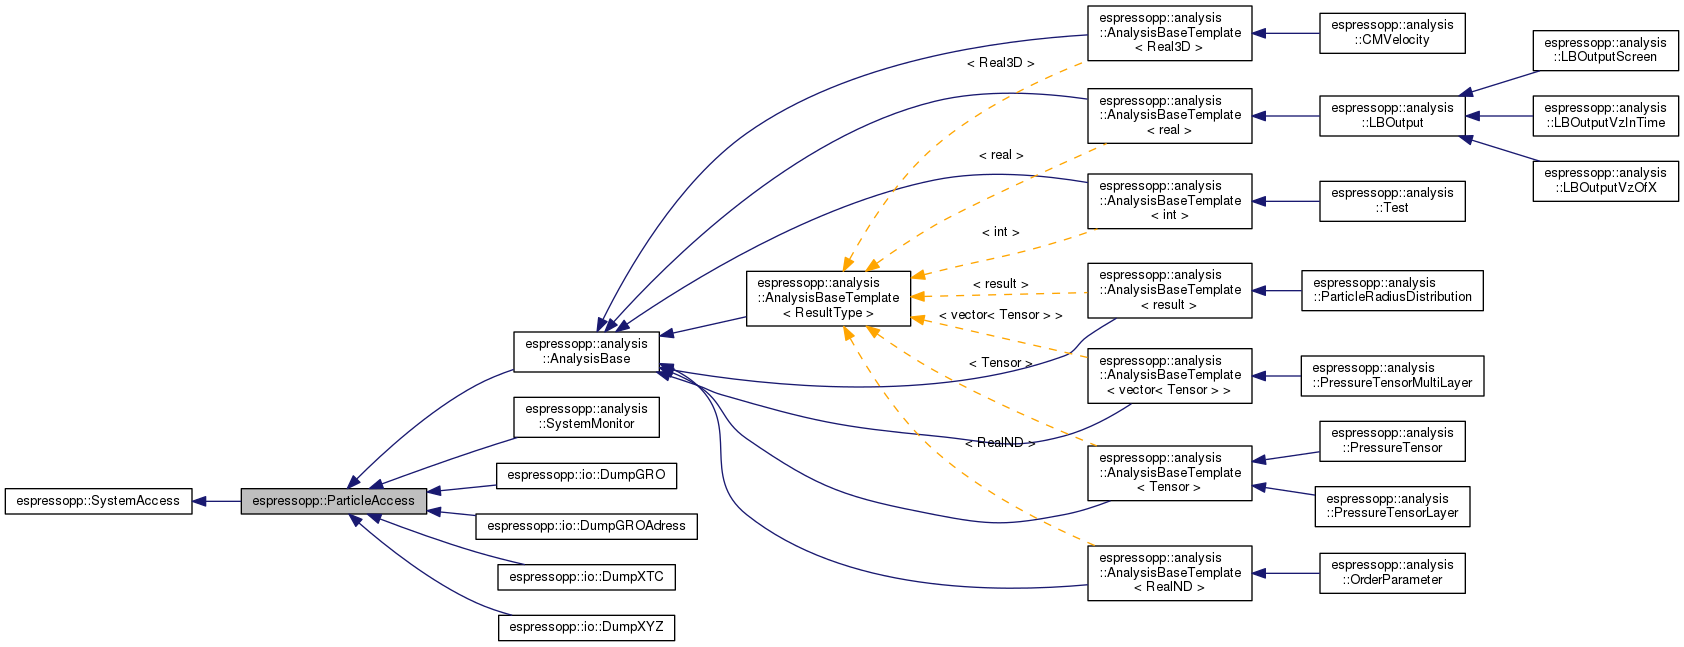 espressopp::SystemAccess
espressopp::ParticleAccess
espressopp::analysis
::AnalysisBase
espressopp::analysis
::SystemMonitor
espressopp::io::DumpGRO
espressopp::io::DumpGROAdress
espressopp::io::DumpXTC
espressopp::io::DumpXYZ
espressopp::analysis
::AnalysisBaseTemplate
< ResultType >
< Real3D >
< real >
< int >
< result >
< vector< Tensor > >
< Tensor >
< RealND >
espressopp::analysis
::AnalysisBaseTemplate
< Real3D >
espressopp::analysis
::AnalysisBaseTemplate
< real >
espressopp::analysis
::AnalysisBaseTemplate
< int >
espressopp::analysis
::AnalysisBaseTemplate
< result >
espressopp::analysis
::AnalysisBaseTemplate
< vector< Tensor > >
espressopp::analysis
::AnalysisBaseTemplate
< Tensor >
espressopp::analysis
::AnalysisBaseTemplate
< RealND >
espressopp::analysis
::CMVelocity
espressopp::analysis
::LBOutput
espressopp::analysis
::Test
espressopp::analysis
::ParticleRadiusDistribution
espressopp::analysis
::PressureTensorMultiLayer
espressopp::analysis
::PressureTensor
espressopp::analysis
::PressureTensorLayer
espressopp::analysis
::OrderParameter
espressopp::analysis
::LBOutputScreen
espressopp::analysis
::LBOutputVzInTime
espressopp::analysis
::LBOutputVzOfX